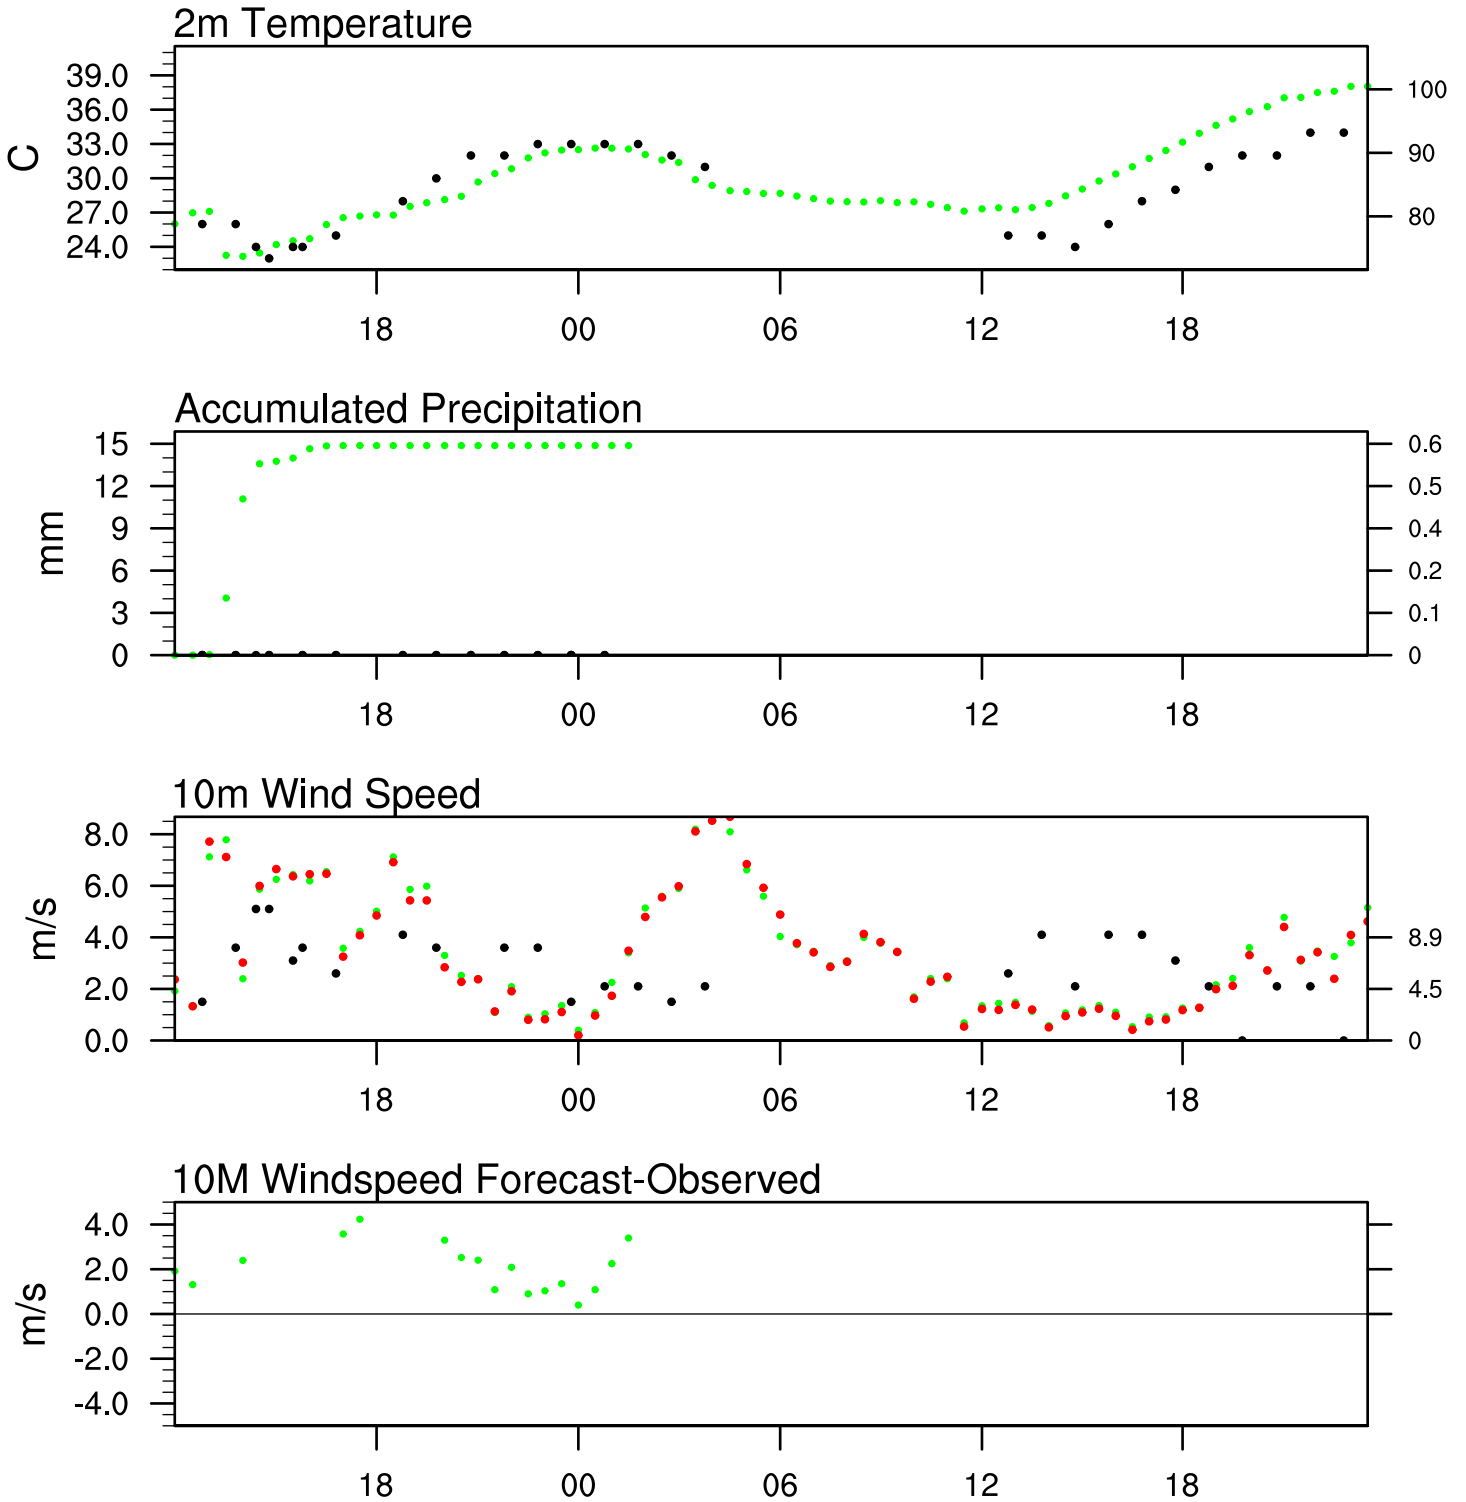 2m Temperature
39.0
36.0
33.0
30.0
27.0
24.0
C
100
90
80
18 00 06 12 18
Accumulated Precipitation
15
12
9
6
3
0
mm
0.6
0.5
0.4
0.2
0.1
0
18 00 06 12 18
10m Wind Speed
8.0
6.0
4.0
2.0
0.0
m/s
8.9
4.5
0
18 00 06 12 18
10M Windspeed Forecast-Observed
4.0
2.0
0.0
-2.0
-4.0
m/s
18 00 06 12 18